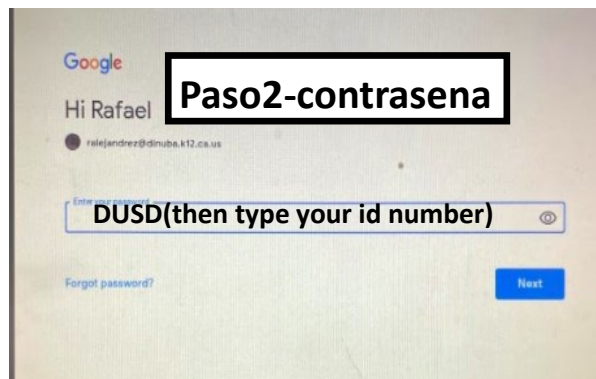 Google
Paso2-contrasena
Hi Rafael
ralejandrez@dinuba.k12.ca.us
Enter your password
DUSD(then type your id number)
Forgot password?
Next